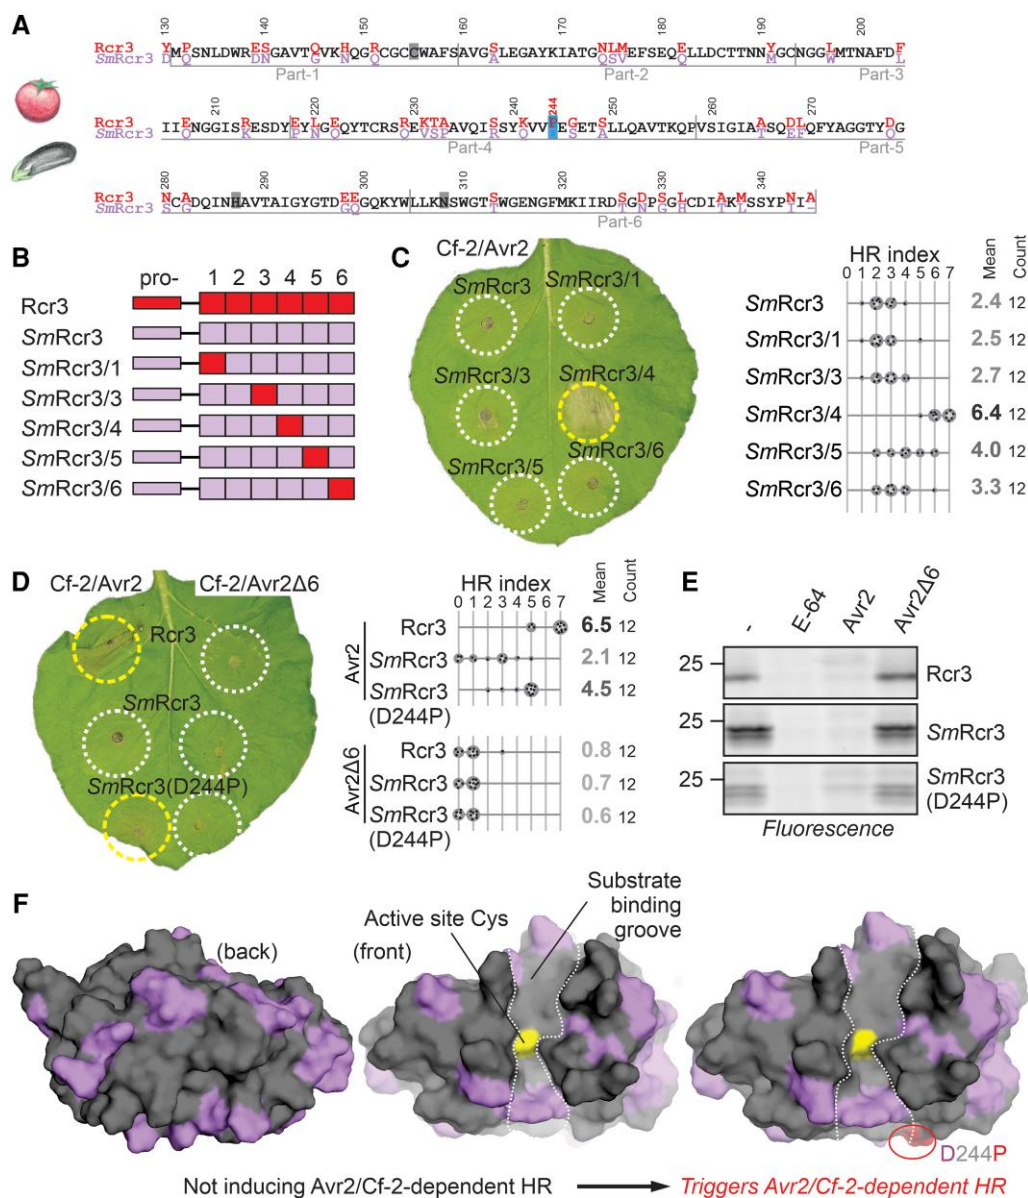 A
130 140 150 160 170 180 190 200
Rcr3 YMPSNLDWRESGAVTQVKHQGRCGCCWAFSAVGSLEGAYKIATGNLMEFSEQELLDCTTNNYGCNGGLMTNAFDF
SmRcr3 D Q DN G N Q A QSV Q M W L
Part-1 Part-2 Part-3
210 220 230 240 244 250 260 270
Rcr3 IIENGGISRESDYEYLGEQYTCRSREKTAAVQISSYKVVPEGETSLLQAVTKQPVSIGIAASQDLQFYAGGTYDG
SmRcr3
Part-4 Part-5
280 290 300 310 320 330 340
Rcr3 NCADQINHAVTAIGYGTDEEGQKYWLLKNSWGTSWGENGFMKIIRDSGDPSGLCDIAKMSSYPNIA
SmRcr3 S G GQ T T N G H T L I -
Part-6
B
pro- 1 2 3 4 5 6
Rcr3
SmRcr3
SmRcr3/1
SmRcr3/3
SmRcr3/4
SmRcr3/5
SmRcr3/6
C
Cf-2/Avr2
SmRcr3
SmRcr3/1
SmRcr3/3
SmRcr3/4
SmRcr3/5
SmRcr3/6
HR index Mean Count
0 1 2 3 4 5 6 7
SmRcr3 2.4 12
SmRcr3/1 2.5 12
SmRcr3/3 2.7 12
SmRcr3/4 6.4 12
SmRcr3/5 4.0 12
SmRcr3/6 3.3 12
D
Cf-2/Avr2 Cf-2/Avr2Δ6
Rcr3
SmRcr3
SmRcr3(D244P)
HR index Mean Count
0 1 2 3 4 5 6 7
Avr2
Rcr3 6.5 12
SmRcr3 2.1 12
SmRcr3 4.5 12
(D244P)
Avr2Δ6
Rcr3 0.8 12
SmRcr3 0.7 12
SmRcr3 0.6 12
(D244P)
E
- E-64 Avr2 Avr2Δ6
25 Rcr3
25 SmRcr3
25 SmRcr3
(D244P)
Fluorescence
F
(back)
Active site Cys
(front)
Substrate
binding
groove
D244P
Not inducing Avr2/Cf-2-dependent HR
Triggers Avr2/Cf-2-dependent HR